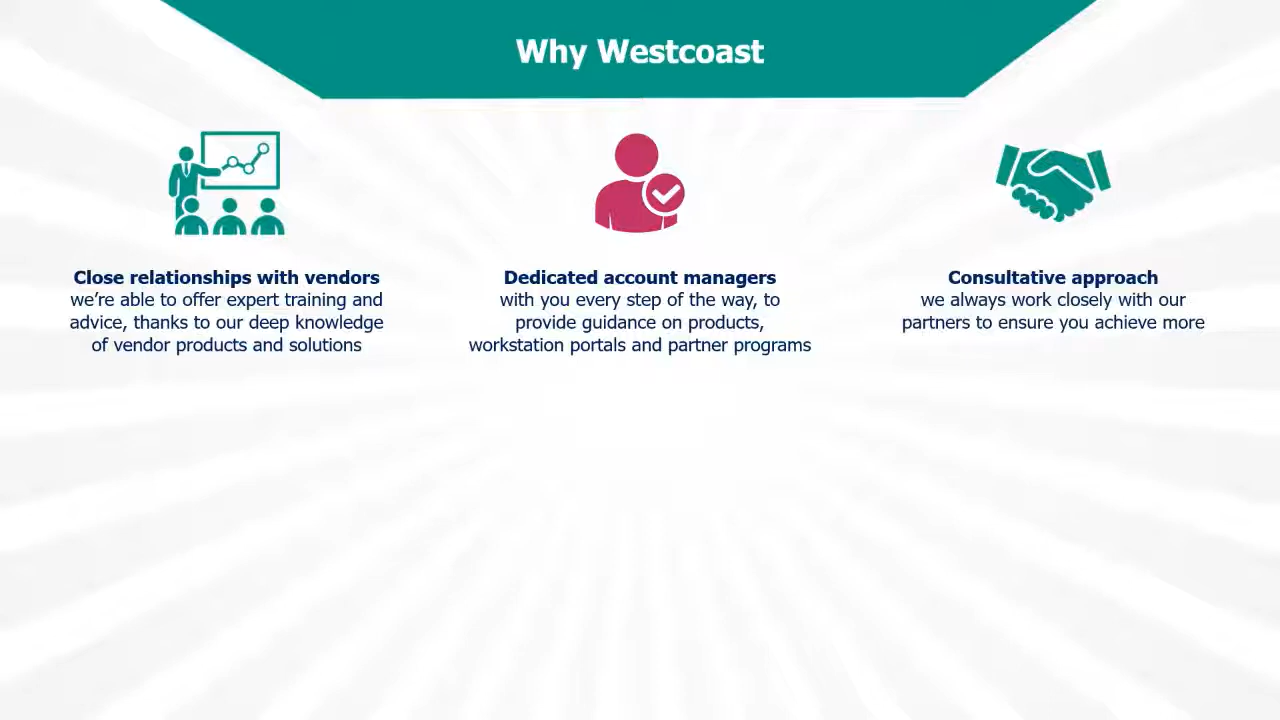 Why Westcoast
Close relationships with vendors
we’re able to offer expert training and
advice, thanks to our deep knowledge
of vendor products and solutions
Dedicated account managers
with you every step of the way, to
provide guidance on products,
workstation portals and partner programs
Consultative approach
we always work closely with our
partners to ensure you achieve more